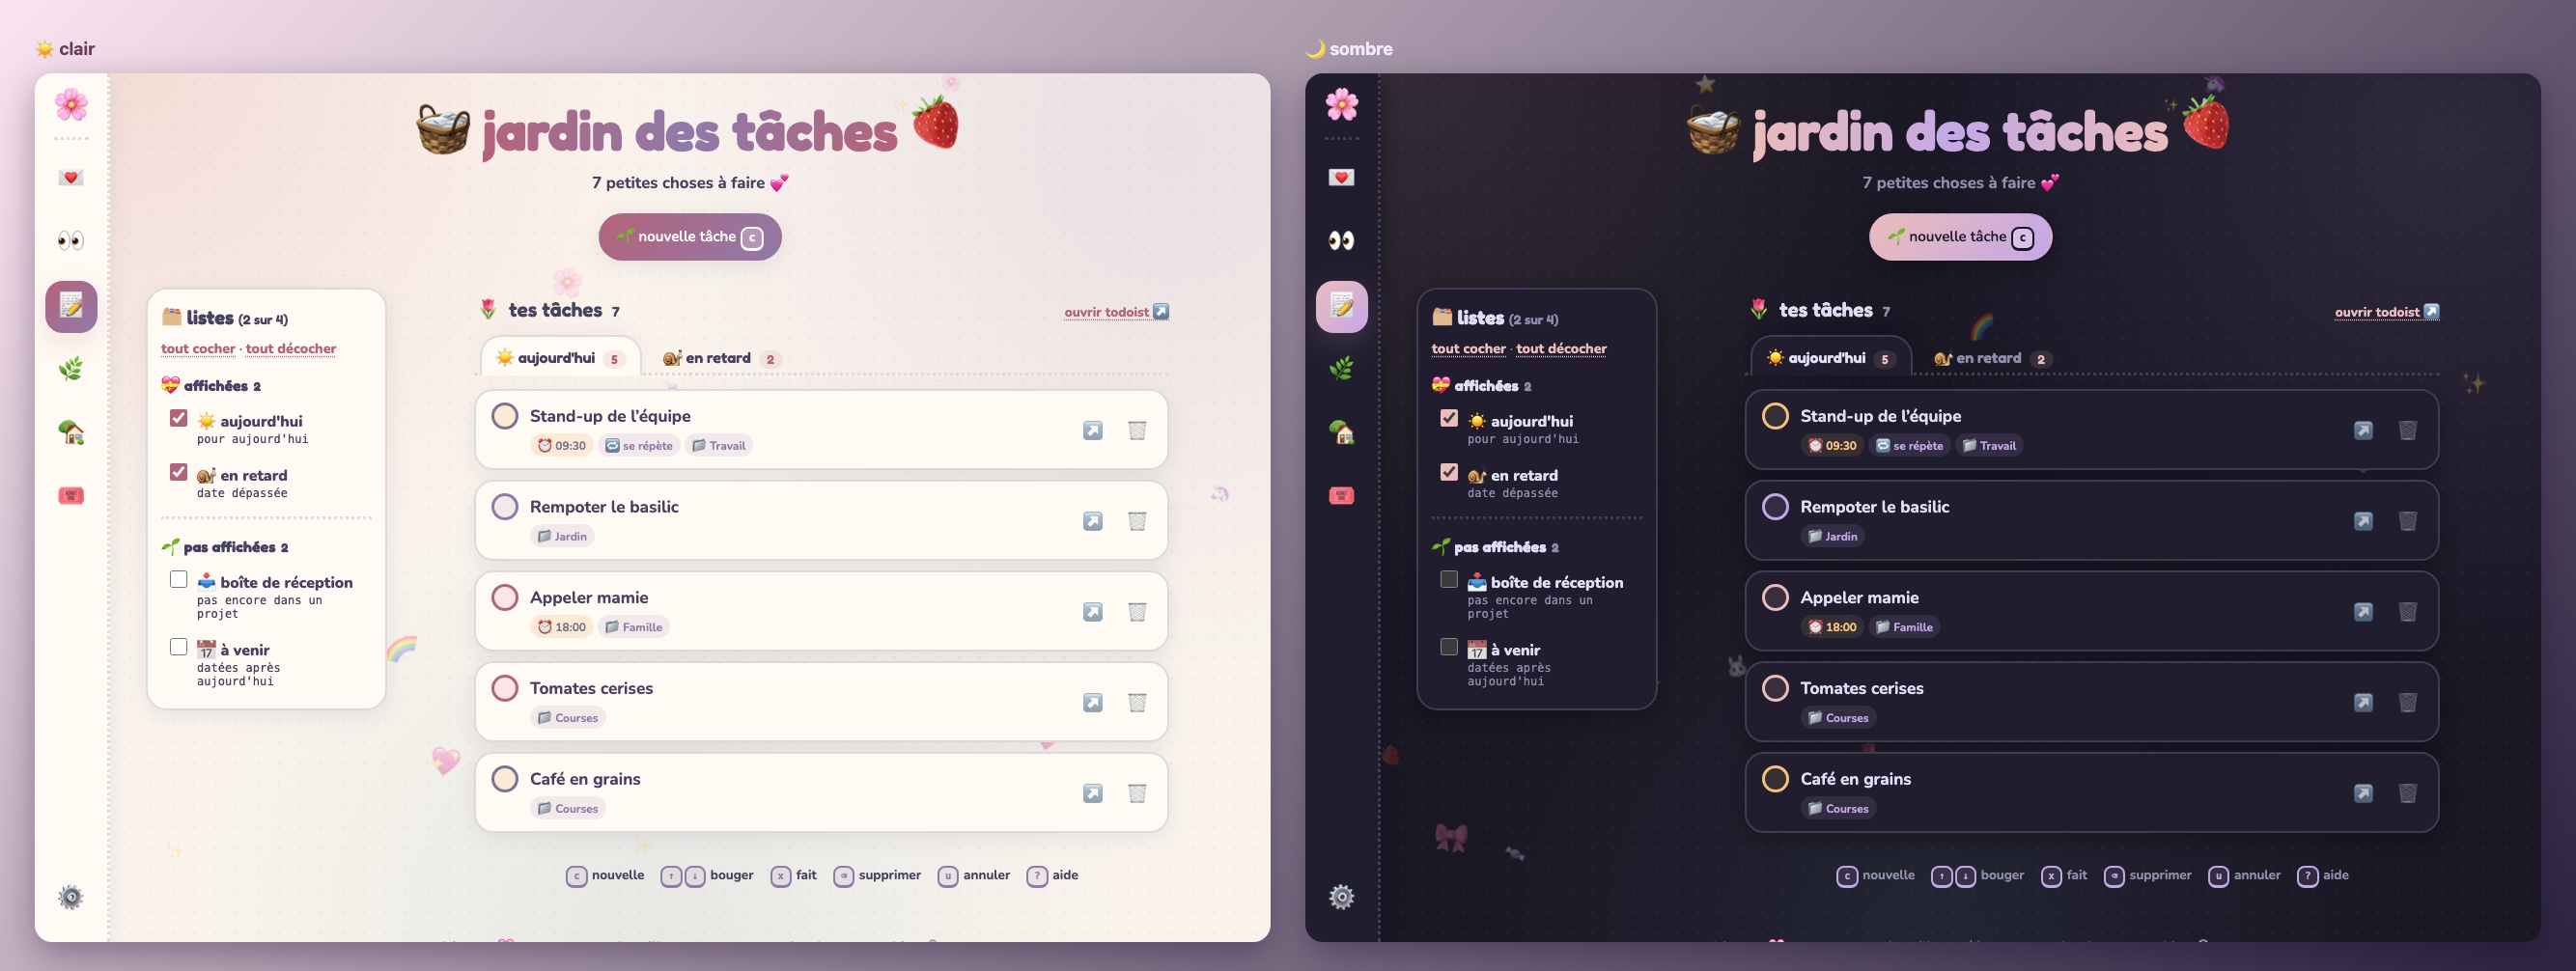 clair
jardin des tâches
7 petites choses à faire
nouvelle tâche c
listes (2 sur 4)
tout cocher · tout décocher
affichées 2
aujourd'hui
pour aujourd'hui
en retard
date dépassée
pas affichées 2
boîte de réception
pas encore dans un
projet
à venir
datées après
aujourd'hui
tes tâches 7
ouvrir todoist
aujourd'hui 5 en retard 2
Stand-up de l’équipe
09:30 se répète Travail
Rempoter le basilic
Jardin
Appeler mamie
18:00 Famille
Tomates cerises
Courses
Café en grains
Courses
c nouvelle ↑ ↓ bouger x fait ⌫ supprimer u annuler ? aide
sombre
jardin des tâches
7 petites choses à faire
nouvelle tâche c
listes (2 sur 4)
tout cocher · tout décocher
affichées 2
aujourd'hui
pour aujourd'hui
en retard
date dépassée
pas affichées 2
boîte de réception
pas encore dans un
projet
à venir
datées après
aujourd'hui
tes tâches 7
ouvrir todoist
aujourd'hui 5 en retard 2
Stand-up de l’équipe
09:30 se répète Travail
Rempoter le basilic
Jardin
Appeler mamie
18:00 Famille
Tomates cerises
Courses
Café en grains
Courses
c nouvelle ↑ ↓ bouger x fait ⌫ supprimer u annuler ? aide